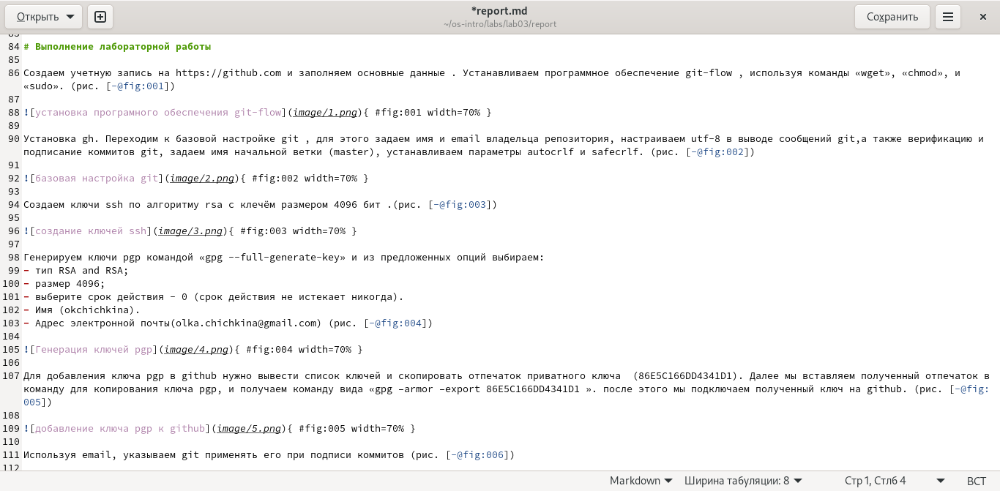 Открыть
*report.md
~/os-intro/labs/lab03/report
Сохранить
83
84 # Выполнение лабораторной работы
85
86 Создаем учетную запись на https://github.com и заполняем основные данные . Устанавливаем программное обеспечение git-flow , используя команды «wget», «chmod», и
«sudo». (рис. [-@fig:001])
87
88 ![установка програмного обеспечения git-flow](image/1.png){ #fig:001 width=70% }
89
90 Установка gh. Переходим к базовой настройке git , для этого задаем имя и email владельца репозитория, настраиваем utf-8 в выводе сообщений git,а также верификацию и
подписание коммитов git, задаем имя начальной ветки (master), устанавливаем параметры autocrlf и safecrlf. (рис. [-@fig:002])
91
92 ![базовая настройка git](image/2.png){ #fig:002 width=70% }
93
94 Создаем ключи ssh по алгоритму rsa с клечём размером 4096 бит .(рис. [-@fig:003])
95
96 ![создание ключей ssh](image/3.png){ #fig:003 width=70% }
97
98 Генерируем ключи pgp командой «gpg --full-generate-key» и из предложенных опций выбираем:
99 - тип RSA and RSA;
100 - размер 4096;
101 - выберите срок действия - 0 (срок действия не истекает никогда).
102 - Имя (okchichkina).
103 - Адрес электронной почты(olka.chichkina@gmail.com) (рис. [-@fig:004])
104
105 ![Генерация ключей pgp](image/4.png){ #fig:004 width=70% }
106
107 Для добавления ключа pgp в github нужно вывести список ключей и скопировать отпечаток приватного ключа  (86E5C166DD4341D1). Далее мы вставляем полученный отпечаток в
команду для копирования ключа pgp, и получаем команду вида «gpg –armor –export 86E5C166DD4341D1 ». после этого мы подключаем полученный ключ на github. (рис. [-@fig:
005])
108
109 ![добавление ключа pgp к github](image/5.png){ #fig:005 width=70% }
110
111 Используя email, указываем git применять его при подписи коммитов (рис. [-@fig:006])
112
Markdown
Ширина табуляции: 8
Стр 1, Стлб 4
ВСТ